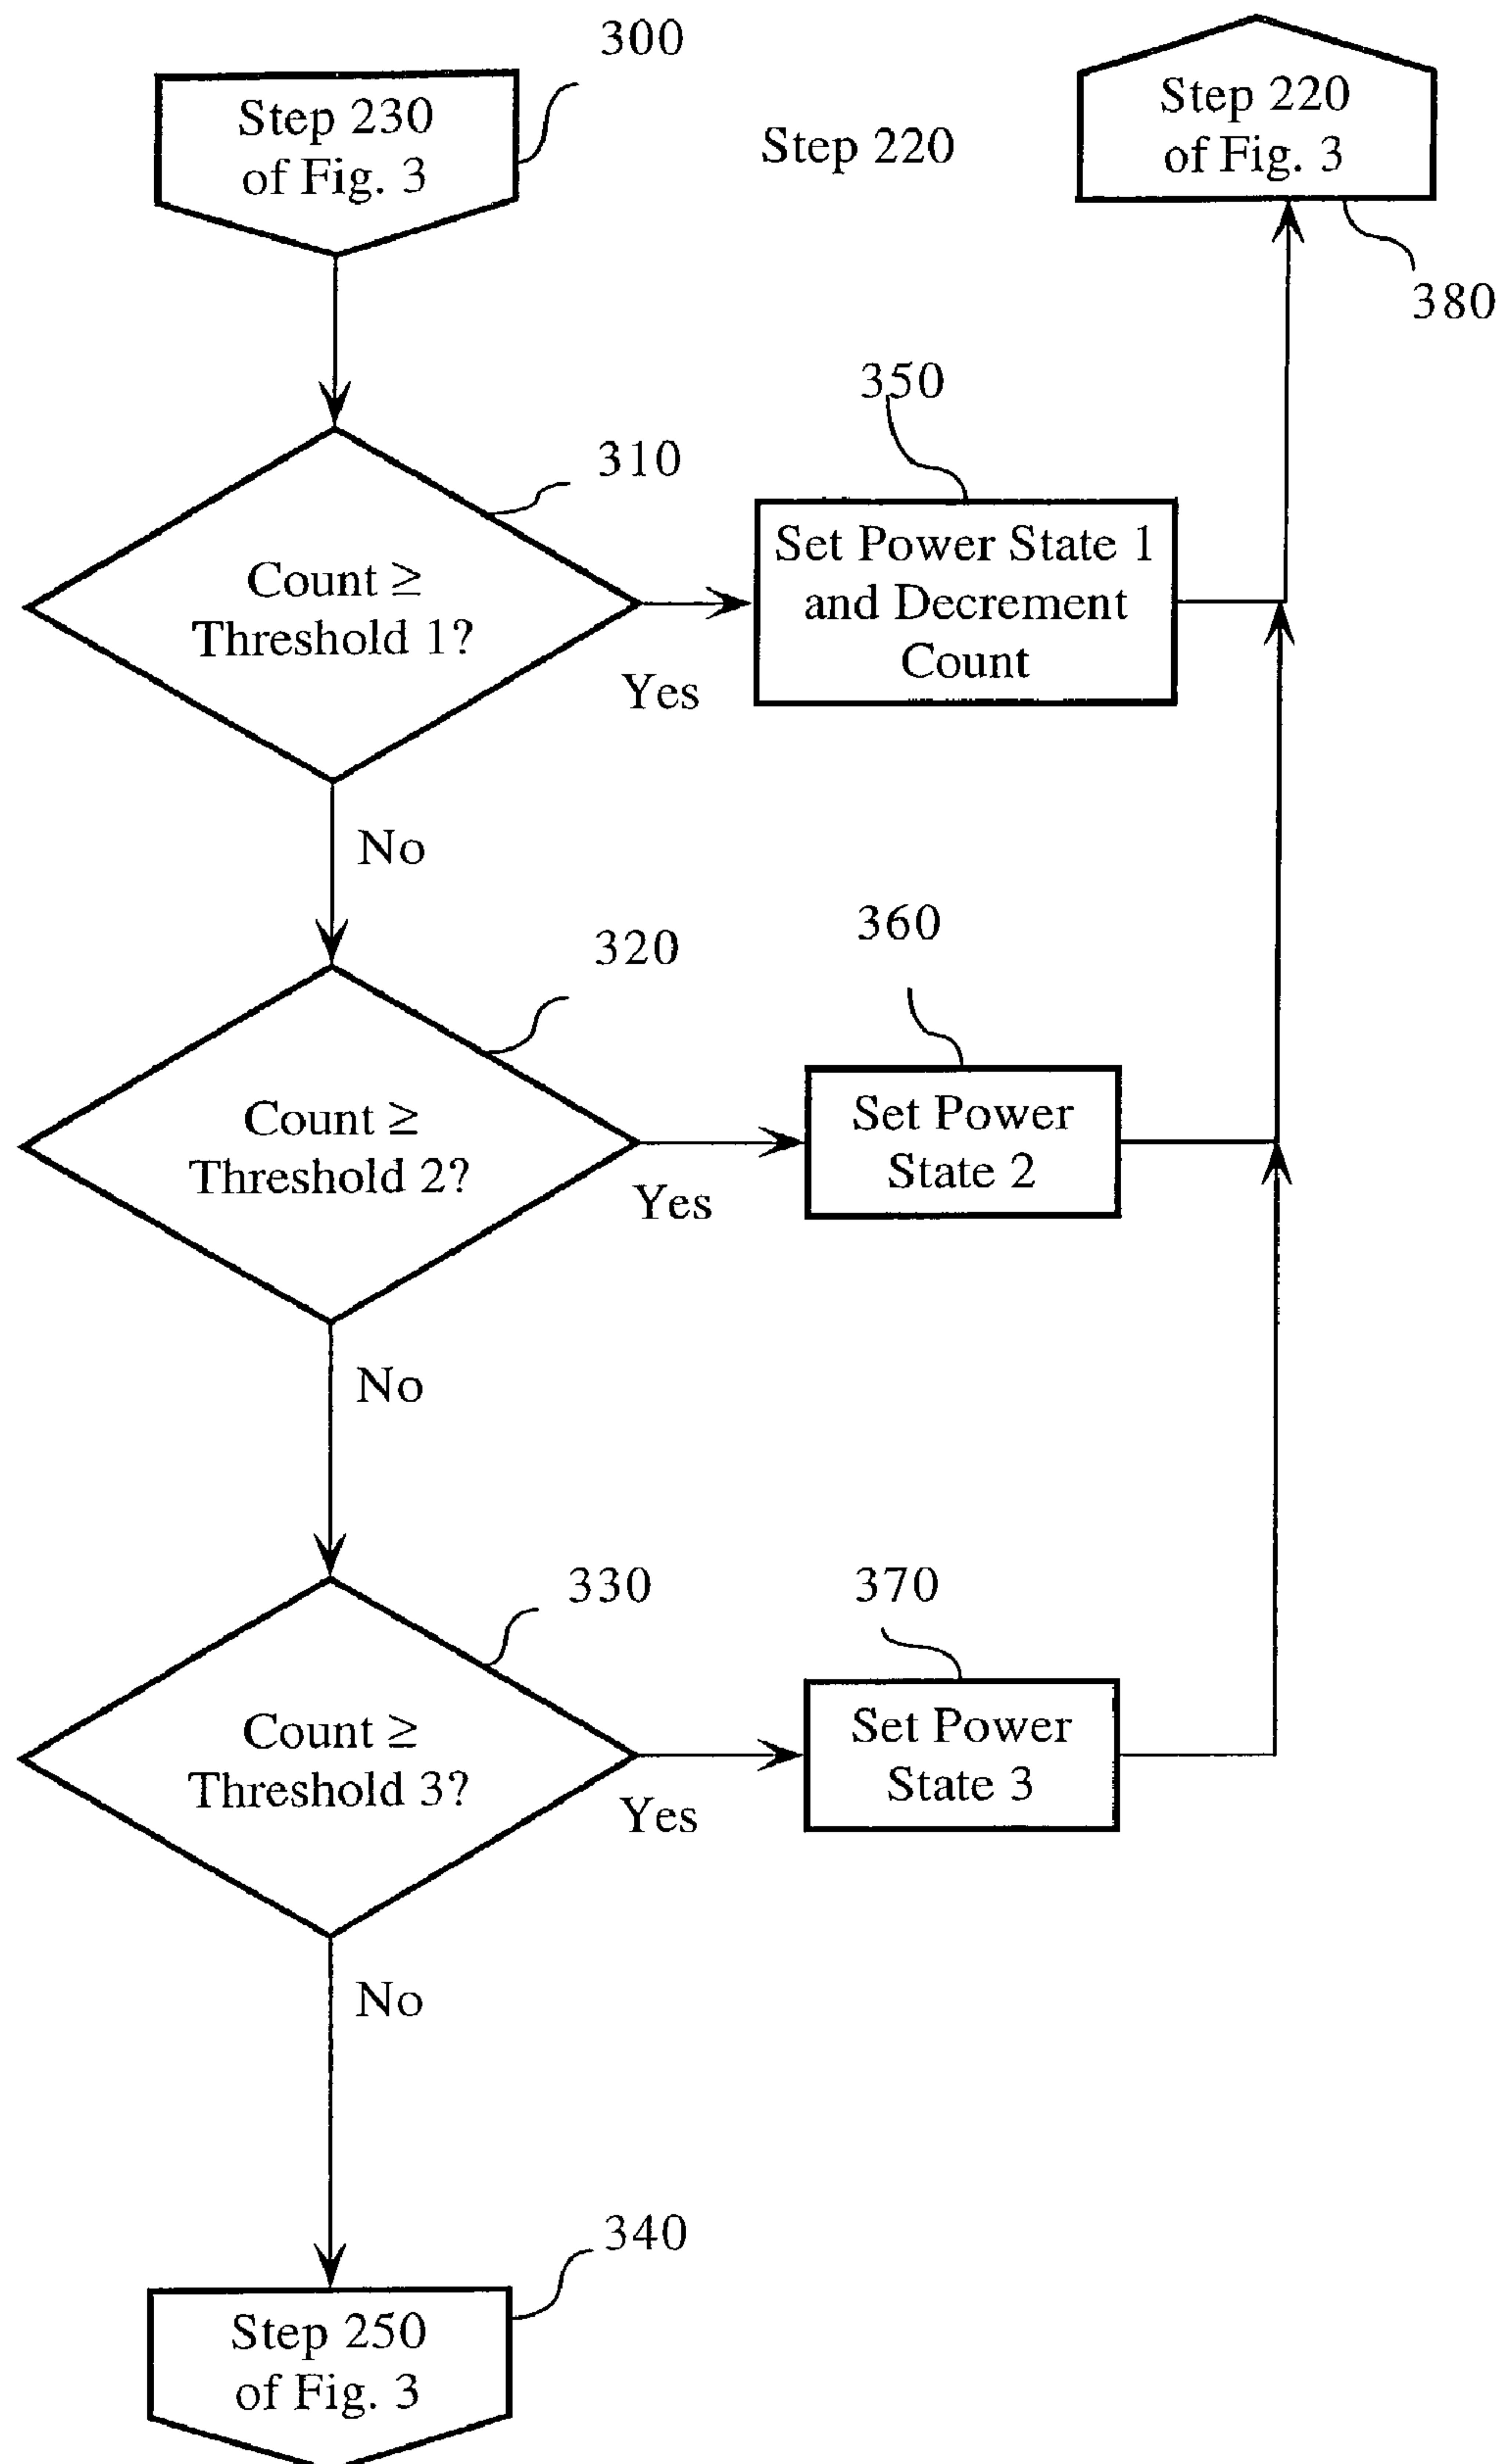 300
Step 230
of Fig. 3
Step 220
Step 220
of Fig. 3
380
310
Count ≥
Threshold 1?
Yes
350
Set Power State 1
and Decrement
Count
No
320
Count ≥
Threshold 2?
Yes
360
Set Power
State 2
No
330
Count ≥
Threshold 3?
Yes
370
Set Power
State 3
No
340
Step 250
of Fig. 3